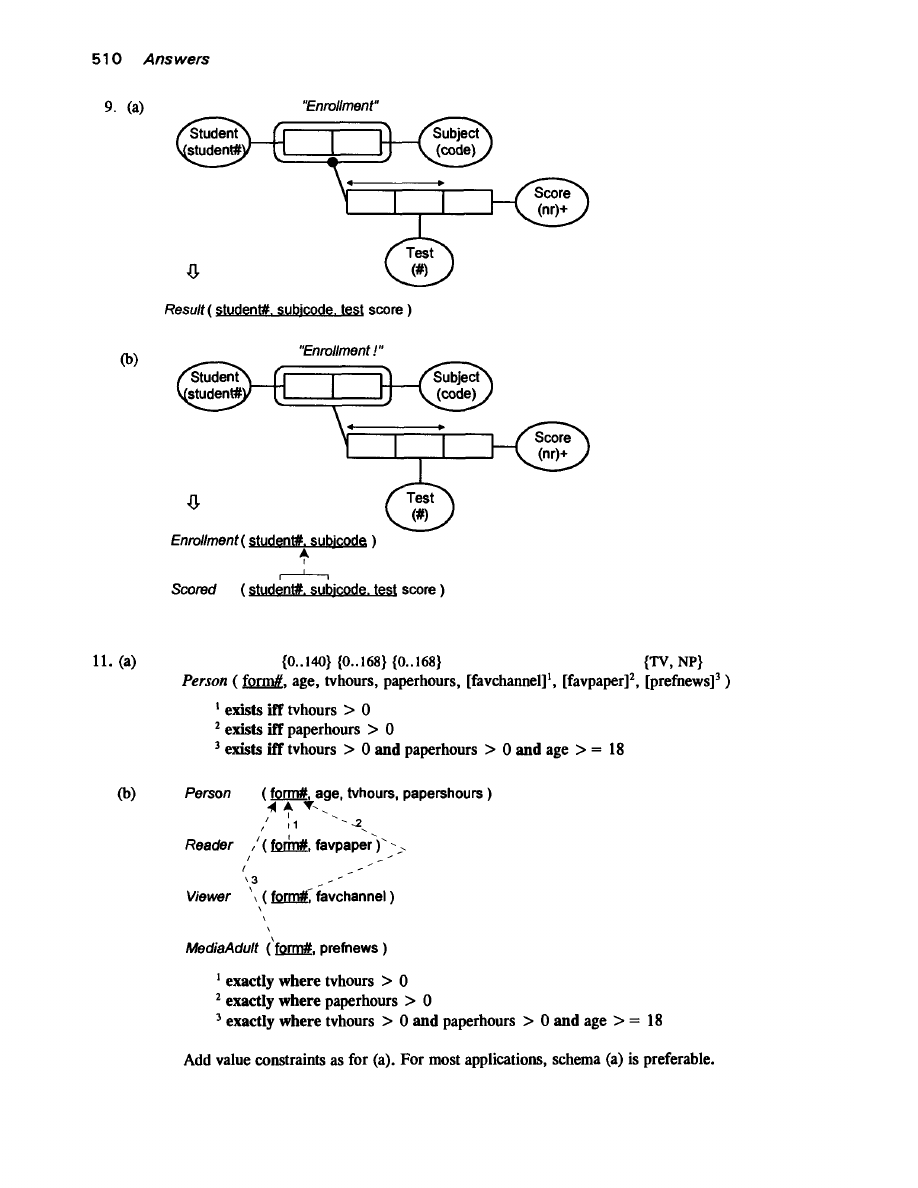 510 Answers
9. (a)
"Enrollment"
Student
(student#)
Subject
(code)
Score
(nr)+
Test
(#)
⇩
Result ( student#, subjcode, test score )
(b)
"Enrollment !"
Student
(student#)
Subject
(code)
Score
(nr)+
Test
(#)
⇩
Enrollment ( student#, subjcode )
Scored ( student#, subjcode, test score )
11. (a) {0..140} {0..168} {0..168} {TV, NP}
Person ( form#, age, tvhours, paperhours, [favchannel]¹, [favpaper]², [prefnews]³ )
¹ exists iff tvhours > 0
² exists iff paperhours > 0
³ exists iff tvhours > 0 and paperhours > 0 and age > = 18
(b) Person ( form#, age, tvhours, papershours )
1 2
Reader ( form#, favpaper )
3
Viewer ( form#, favchannel )
MediaAdult ( form#, prefnews )
¹ exactly where tvhours > 0
² exactly where paperhours > 0
³ exactly where tvhours > 0 and paperhours > 0 and age > = 18
Add value constraints as for (a). For most applications, schema (a) is preferable.